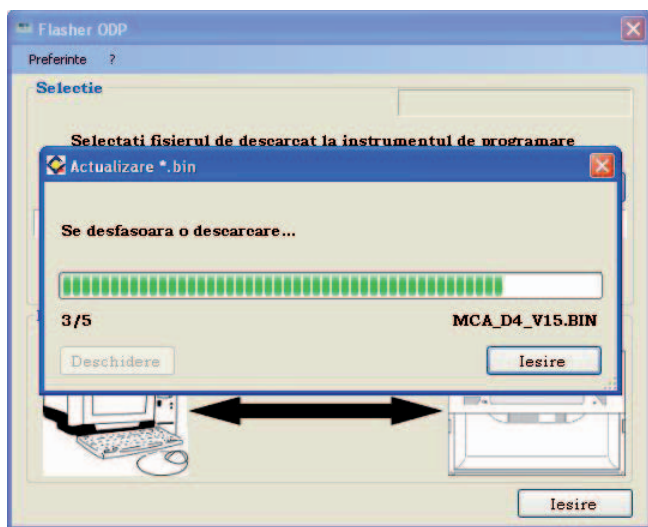 Flasher ODP
Preferinte ?
Selectie
Selectati fisierul de descarcat la instrumentul de programare
Actualizare *.bin
Se desfasoara o descarcare...
3/5 MCA_D4_V15.BIN
Deschidere Iesire
Iesire